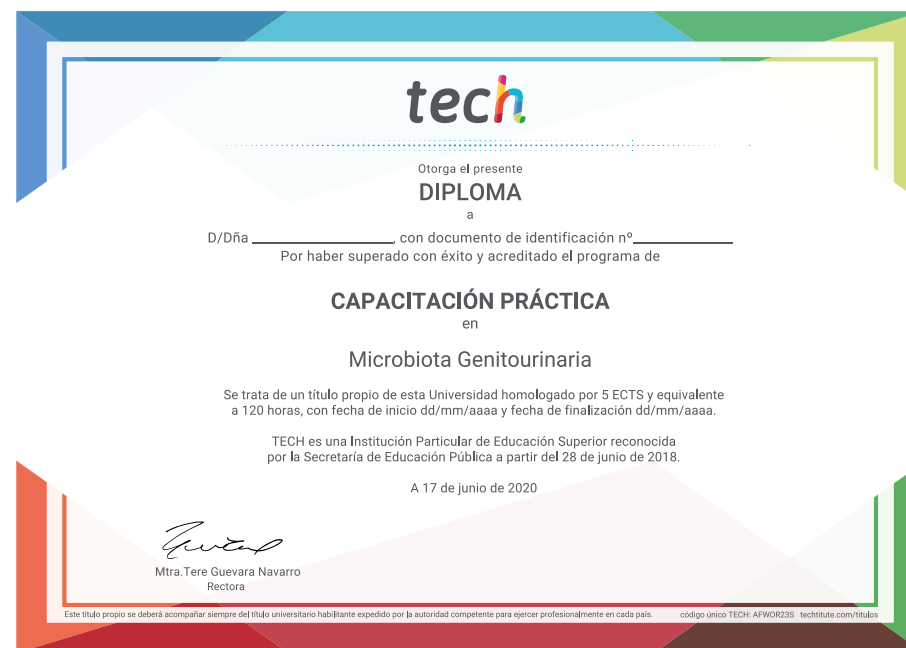 tech
Otorga el presente
DIPLOMA
a
D/Dña ________________, con documento de identificación nº____________
Por haber superado con éxito y acreditado el programa de
CAPACITACIÓN PRÁCTICA
en
Microbiota Genitourinaria
Se trata de un título propio de esta Universidad homologado por 5 ECTS y equivalente
a 120 horas, con fecha de inicio dd/mm/aaaa y fecha de finalización dd/mm/aaaa.
TECH es una Institución Particular de Educación Superior reconocida
por la Secretaría de Educación Pública a partir del 28 de junio de 2018.
A 17 de junio de 2020
Mtra.Tere Guevara Navarro
Rectora
Este título propio se deberá acompañar siempre del título universitario habilitante expedido por la autoridad competente para ejercer profesionalmente en cada país. código único TECH: AFWOR23S techtitute.com/titulos